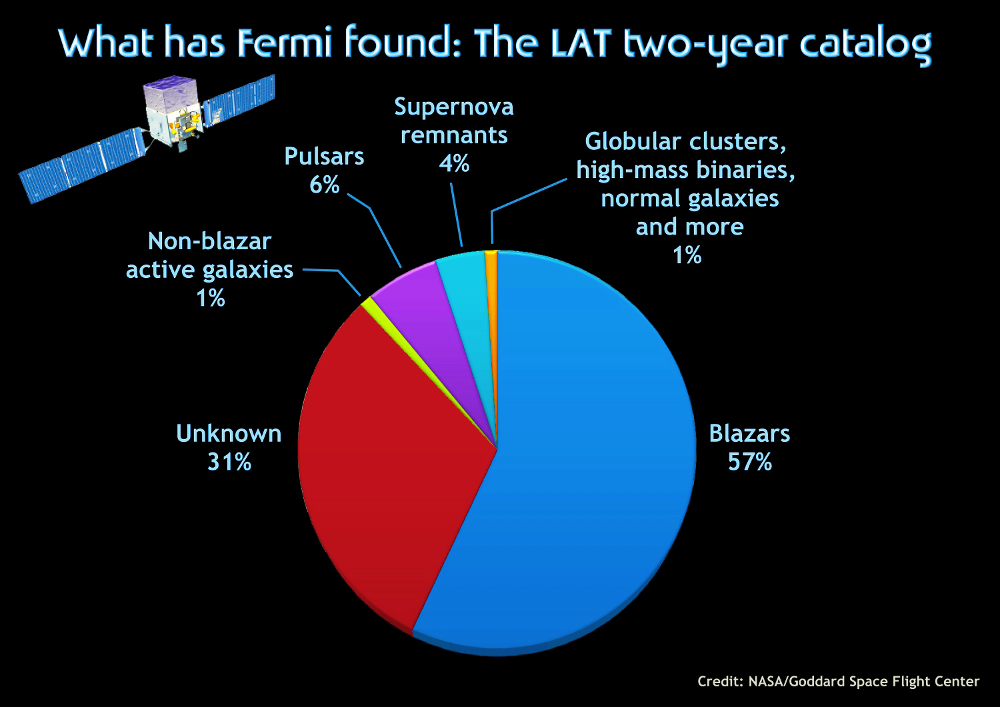 What has Fermi found: The LAT two-year catalog
Supernova
remnants
4%
Globular clusters,
high-mass binaries,
normal galaxies
and more
1%
Pulsars
6%
Non-blazar
active galaxies
1%
Unknown
31%
Blazars
57%
Credit: NASA/Goddard Space Flight Center